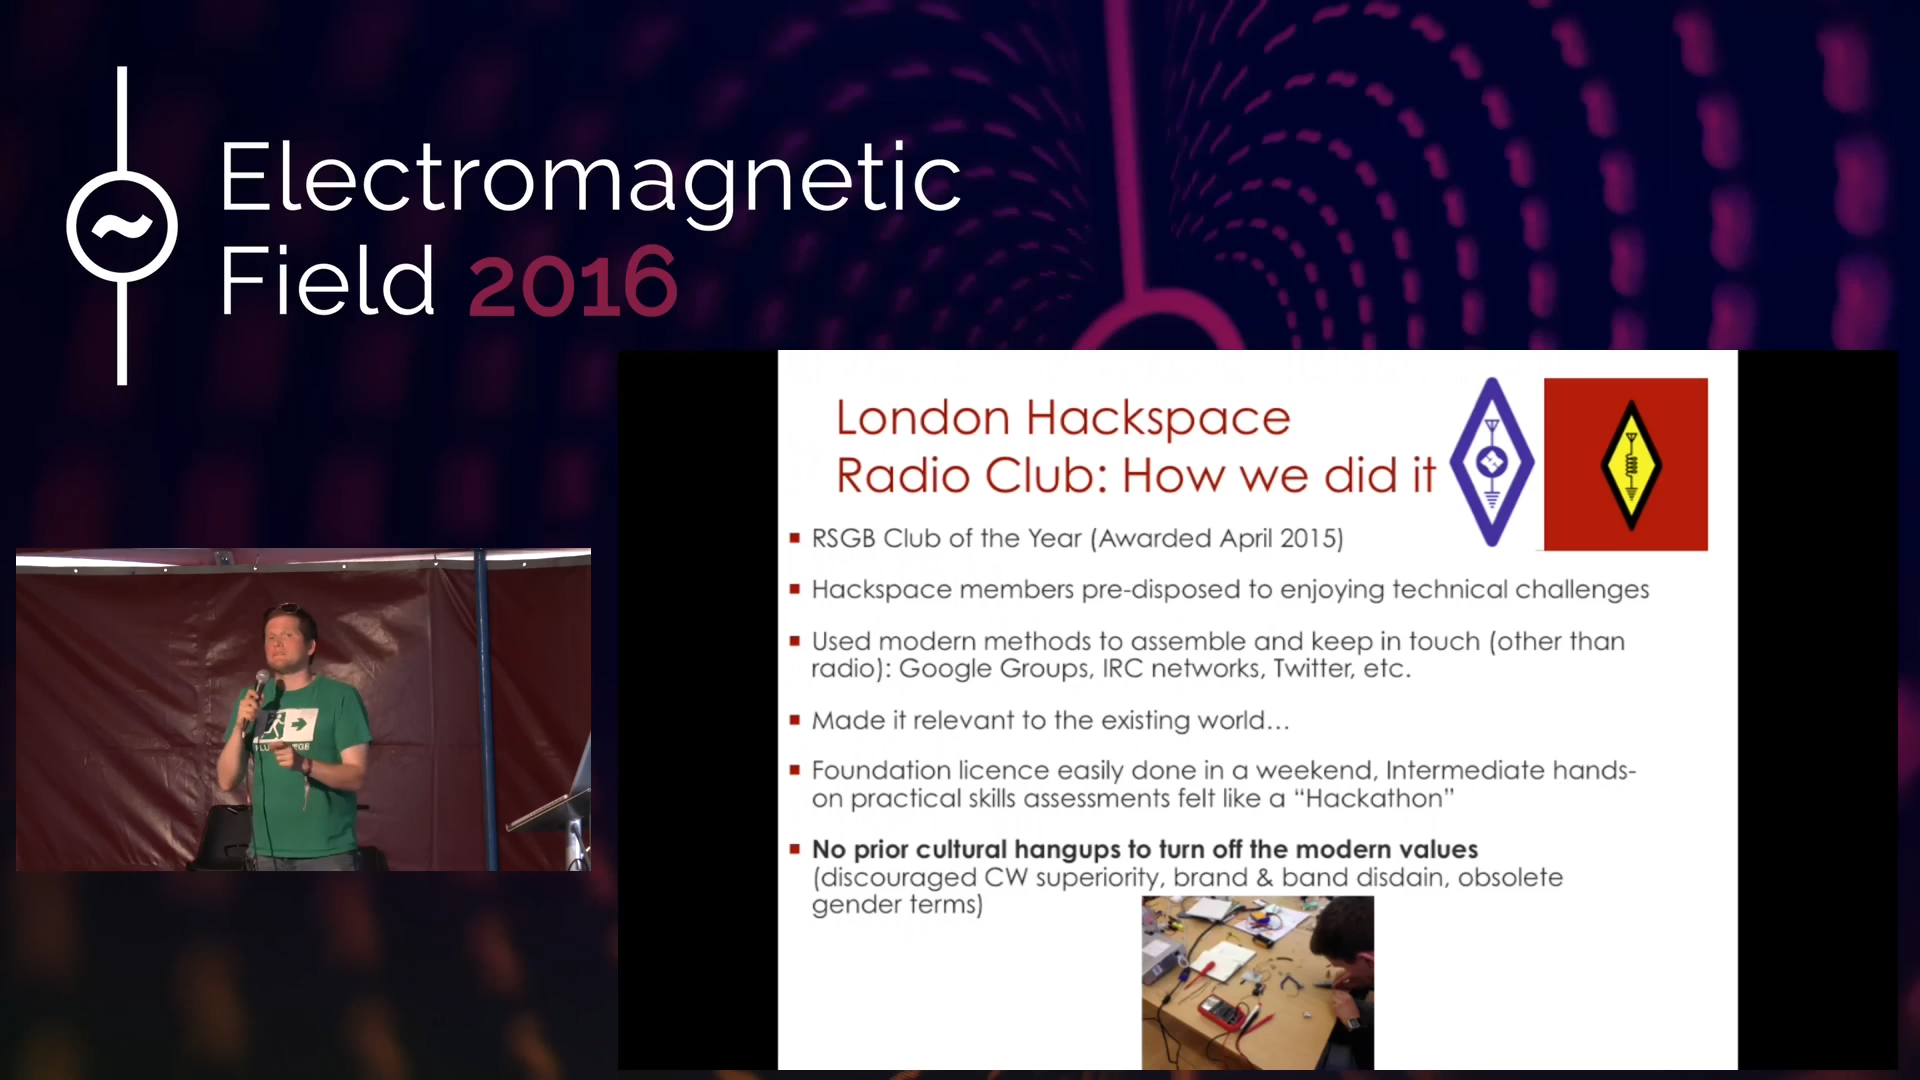 Electromagnetic
Field 2016
London Hackspace
Radio Club: How we did it
▪ RSGB Club of the Year (Awarded April 2015)
▪ Hackspace members pre-disposed to enjoying technical challenges
▪ Used modern methods to assemble and keep in touch (other than
radio): Google Groups, IRC networks, Twitter, etc.
▪ Made it relevant to the existing world...
▪ Foundation licence easily done in a weekend, Intermediate hands-
on practical skills assessments felt like a “Hackathon”
▪ No prior cultural hangups to turn off the modern values
(discouraged CW superiority, brand & band disdain, obsolete
gender terms)